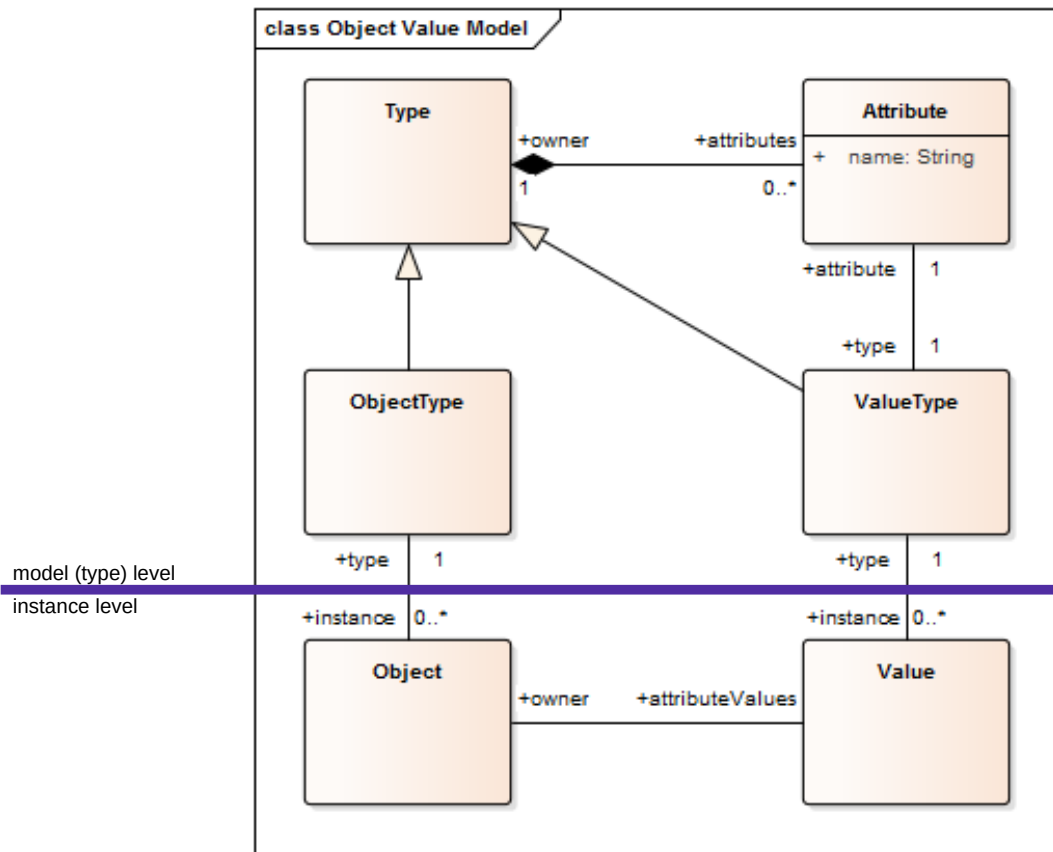 class Object Value Model
Type
Attribute
+owner
+attributes
+ name: String
1
0..*
+attribute 1
+type 1
ObjectType
ValueType
+type 1
+type 1
model (type) level
instance level
+instance 0..*
+instance 0..*
Object
Value
+owner
+attributeValues